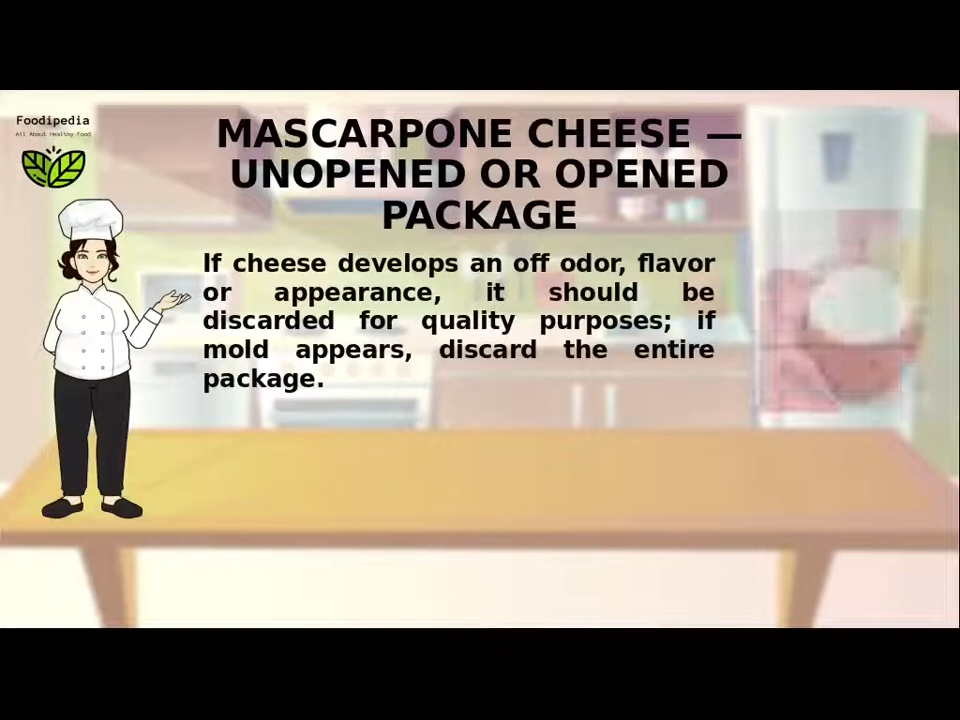 Foodipedia
All About Healthy Food
MASCARPONE CHEESE —
UNOPENED OR OPENED
PACKAGE
If cheese develops an off odor, flavor
or appearance, it should be
discarded for quality purposes; if
mold appears, discard the entire
package.